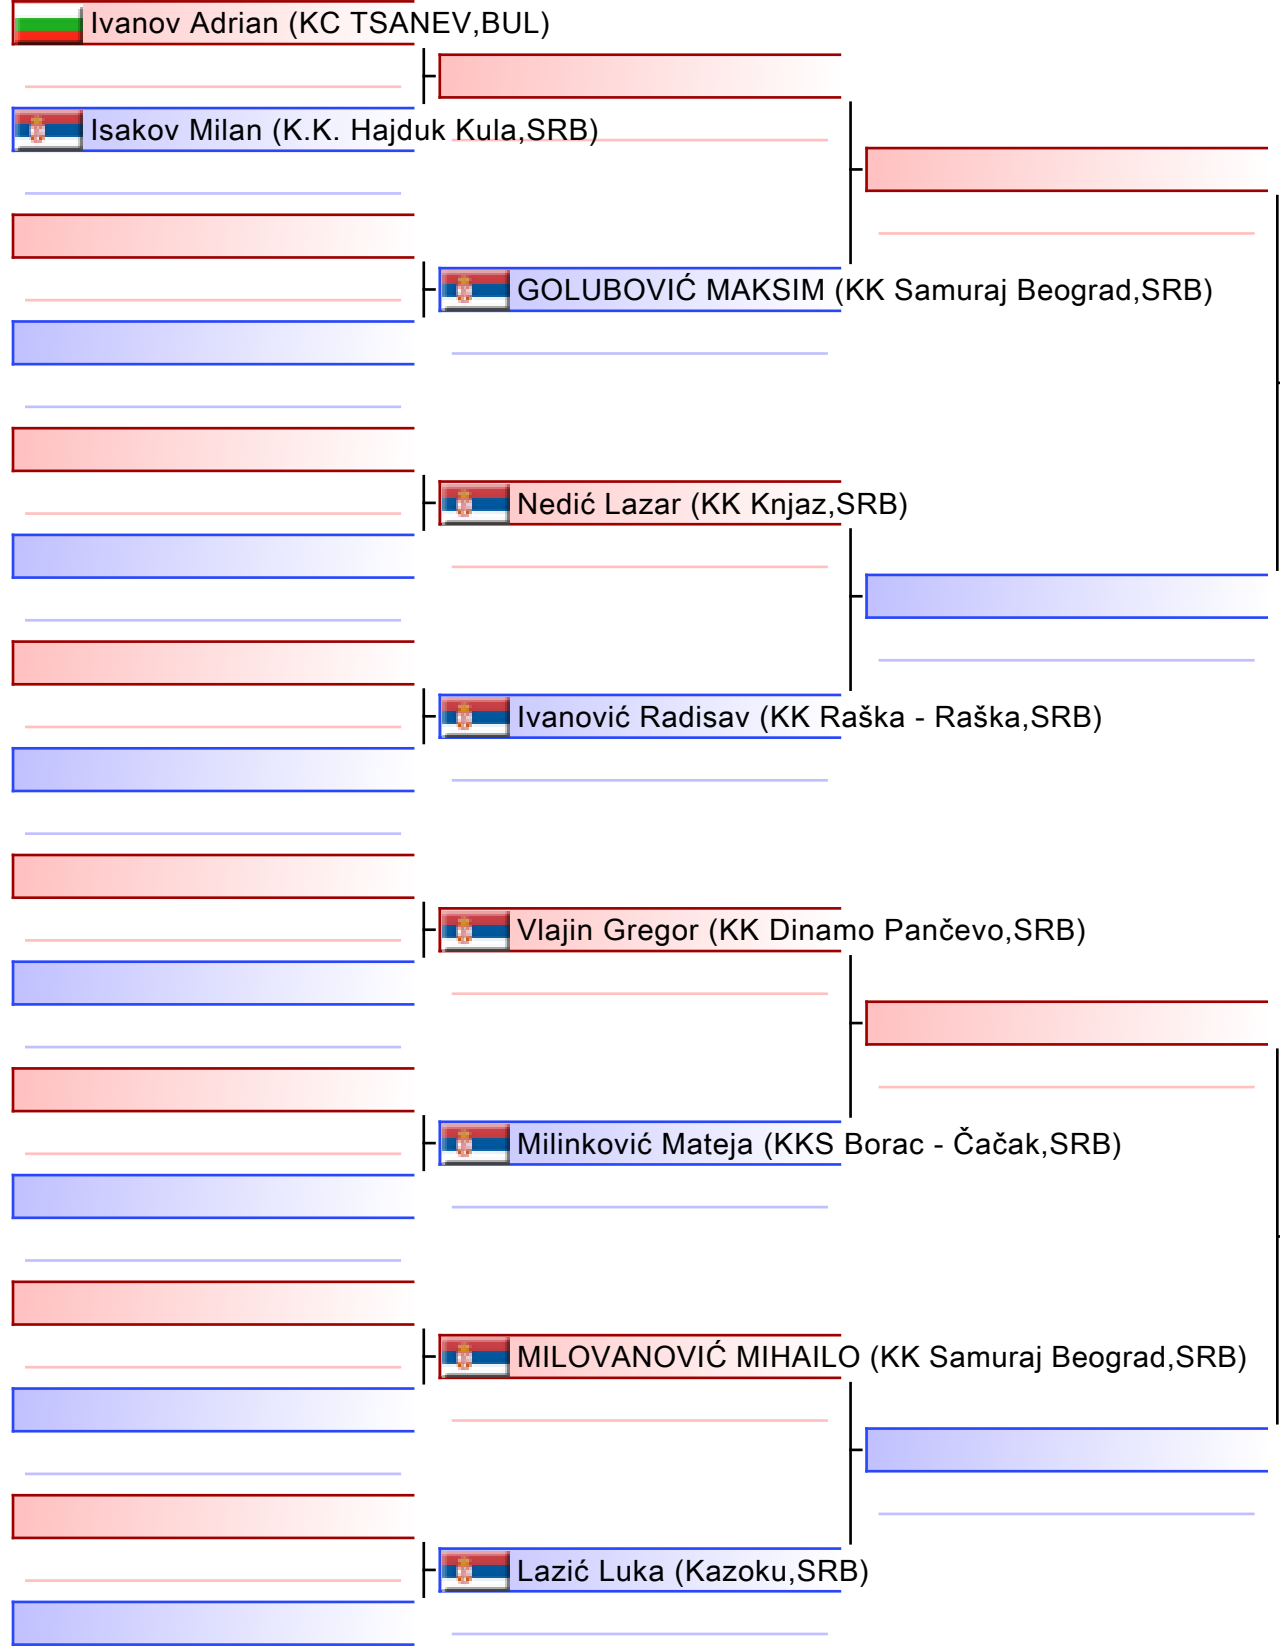 Ivanov Adrian (KC TSANEV,BUL)
Isakov Milan (K.K. Hajduk Kula,SRB)
GOLUBOVIĆ MAKSIM (KK Samuraj Beograd,SRB)
Nedić Lazar (KK Knjaz,SRB)
Ivanović Radisav (KK Raška - Raška,SRB)
Vlajin Gregor (KK Dinamo Pančevo,SRB)
Milinković Mateja (KKS Borac - Čačak,SRB)
MILOVANOVIĆ MIHAILO (KK Samuraj Beograd,SRB)
Lazić Luka (Kazoku,SRB)